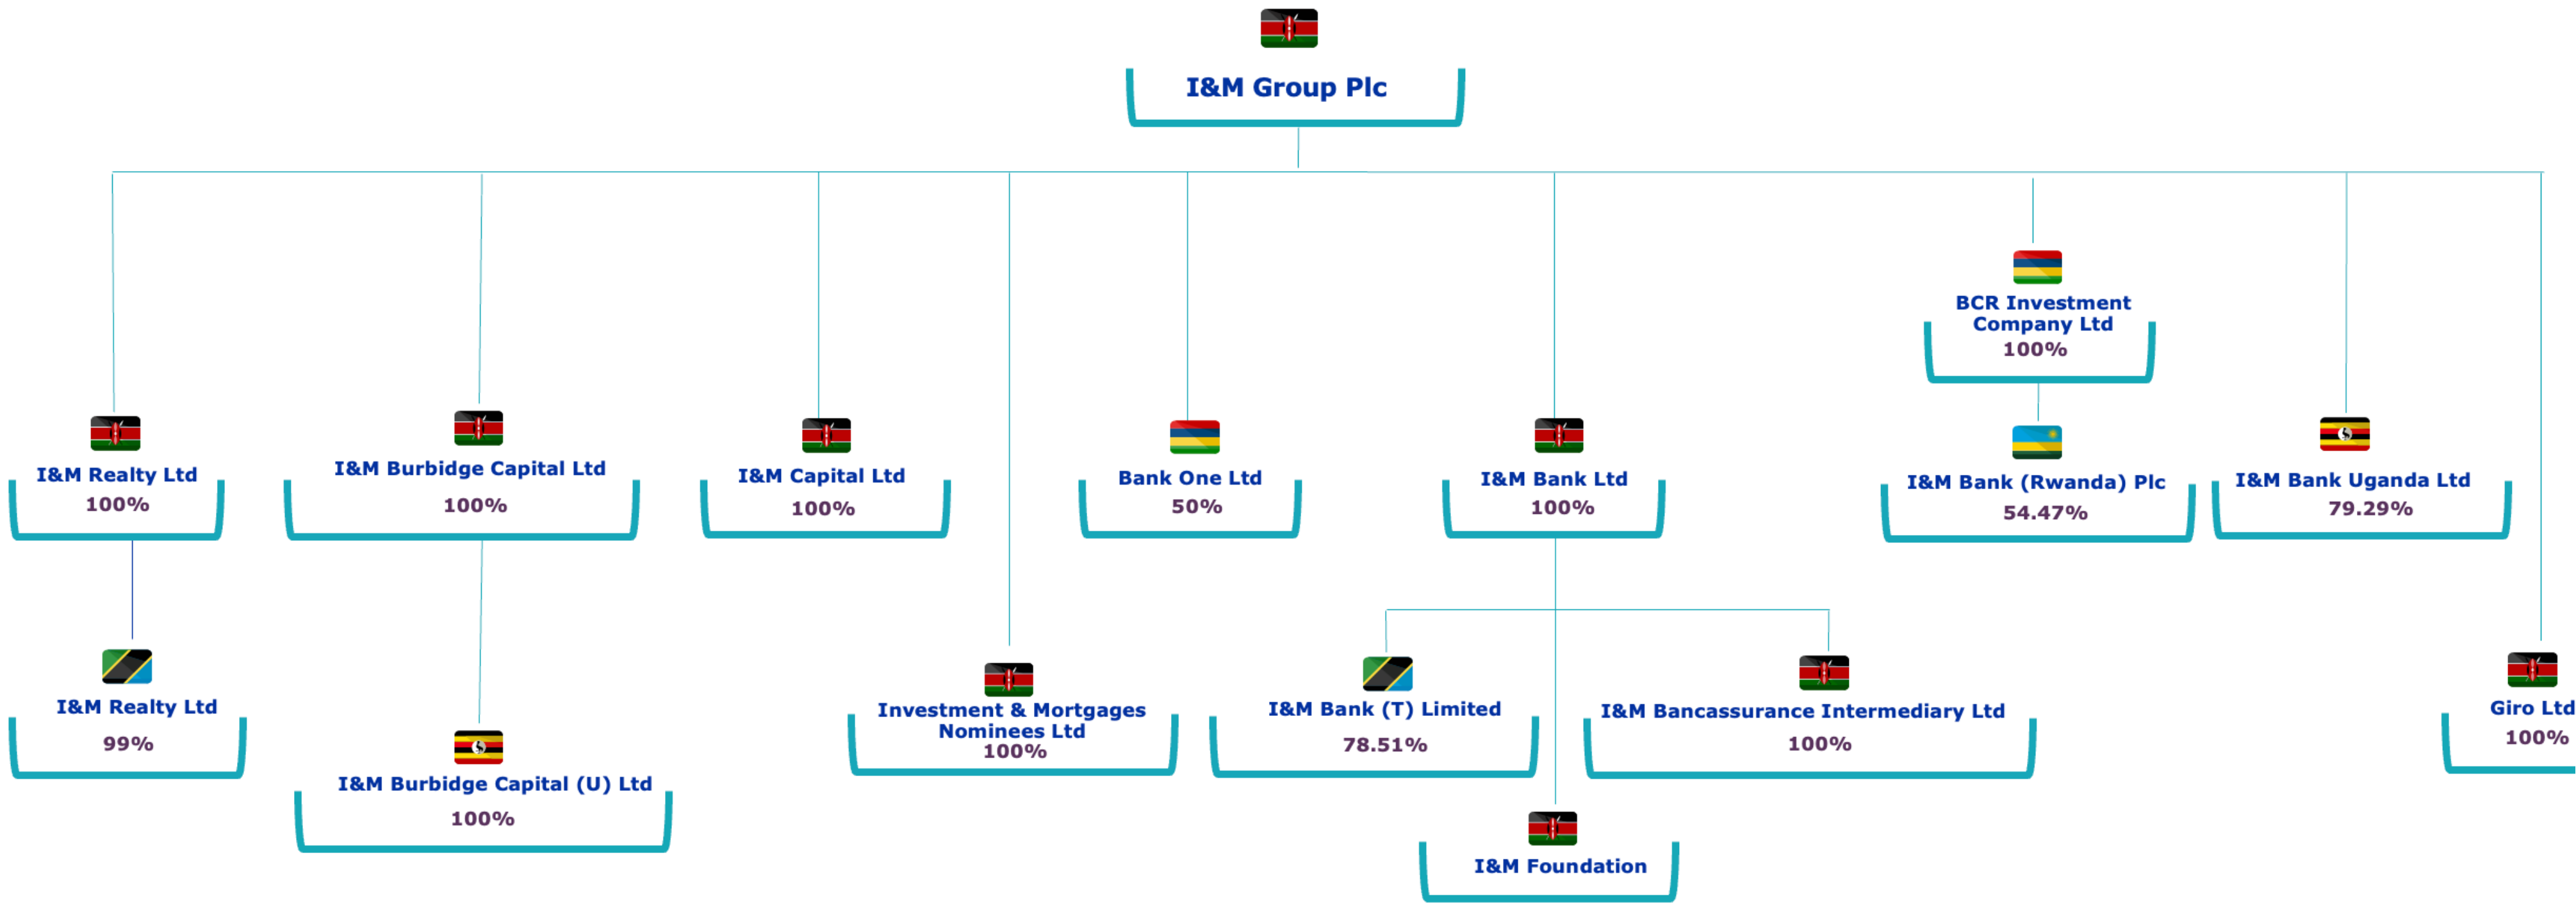 I&M Group Plc
BCR Investment
Company Ltd
100%
I&M Realty Ltd
100%
I&M Burbidge Capital Ltd
100%
I&M Capital Ltd
100%
Bank One Ltd
50%
I&M Bank Ltd
100%
I&M Bank (Rwanda) Plc
54.47%
I&M Bank Uganda Ltd
79.29%
I&M Realty Ltd
99%
I&M Burbidge Capital (U) Ltd
100%
Investment & Mortgages
Nominees Ltd
100%
I&M Bank (T) Limited
78.51%
I&M Bancassurance Intermediary Ltd
100%
Giro Ltd
100%
I&M Foundation